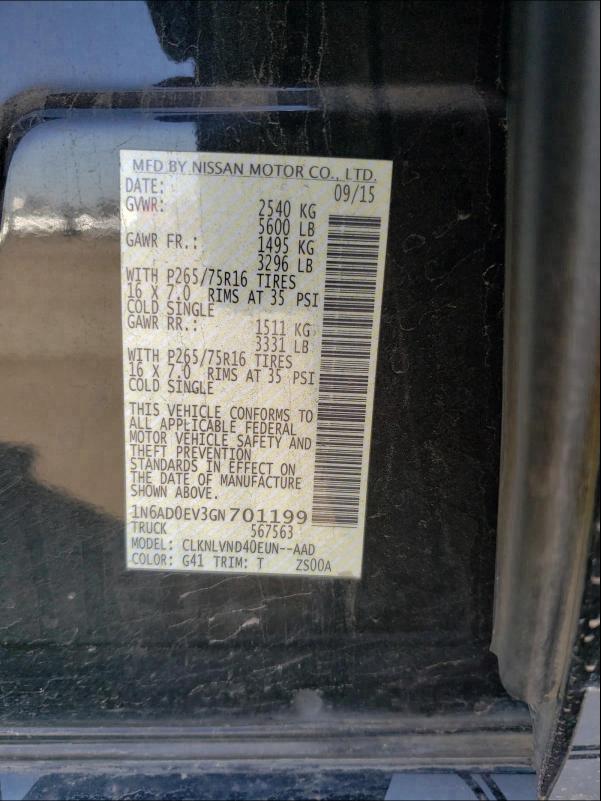 MFD BY NISSAN MOTOR CO., LTD.
DATE: 09/15
GVWR: 2540 KG
5600 LB
GAWR FR.: 1495 KG
3296 LB
WITH P265/75R16 TIRES
16 X 7.0 RIMS AT 35 PSI
COLD SINGLE
GAWR RR.: 1511 KG
3331 LB
WITH P265/75R16 TIRES
16 X 7.0 RIMS AT 35 PSI
COLD SINGLE
THIS VEHICLE CONFORMS TO
ALL APPLICABLE FEDERAL
MOTOR VEHICLE SAFETY AND
THEFT PREVENTION
STANDARDS IN EFFECT ON
THE DATE OF MANUFACTURE
SHOWN ABOVE.
1N6AD0EV3GN701199
TRUCK 567563
MODEL: CLKNLVND40EUN--AAD
COLOR: G41 TRIM: T ZS00A